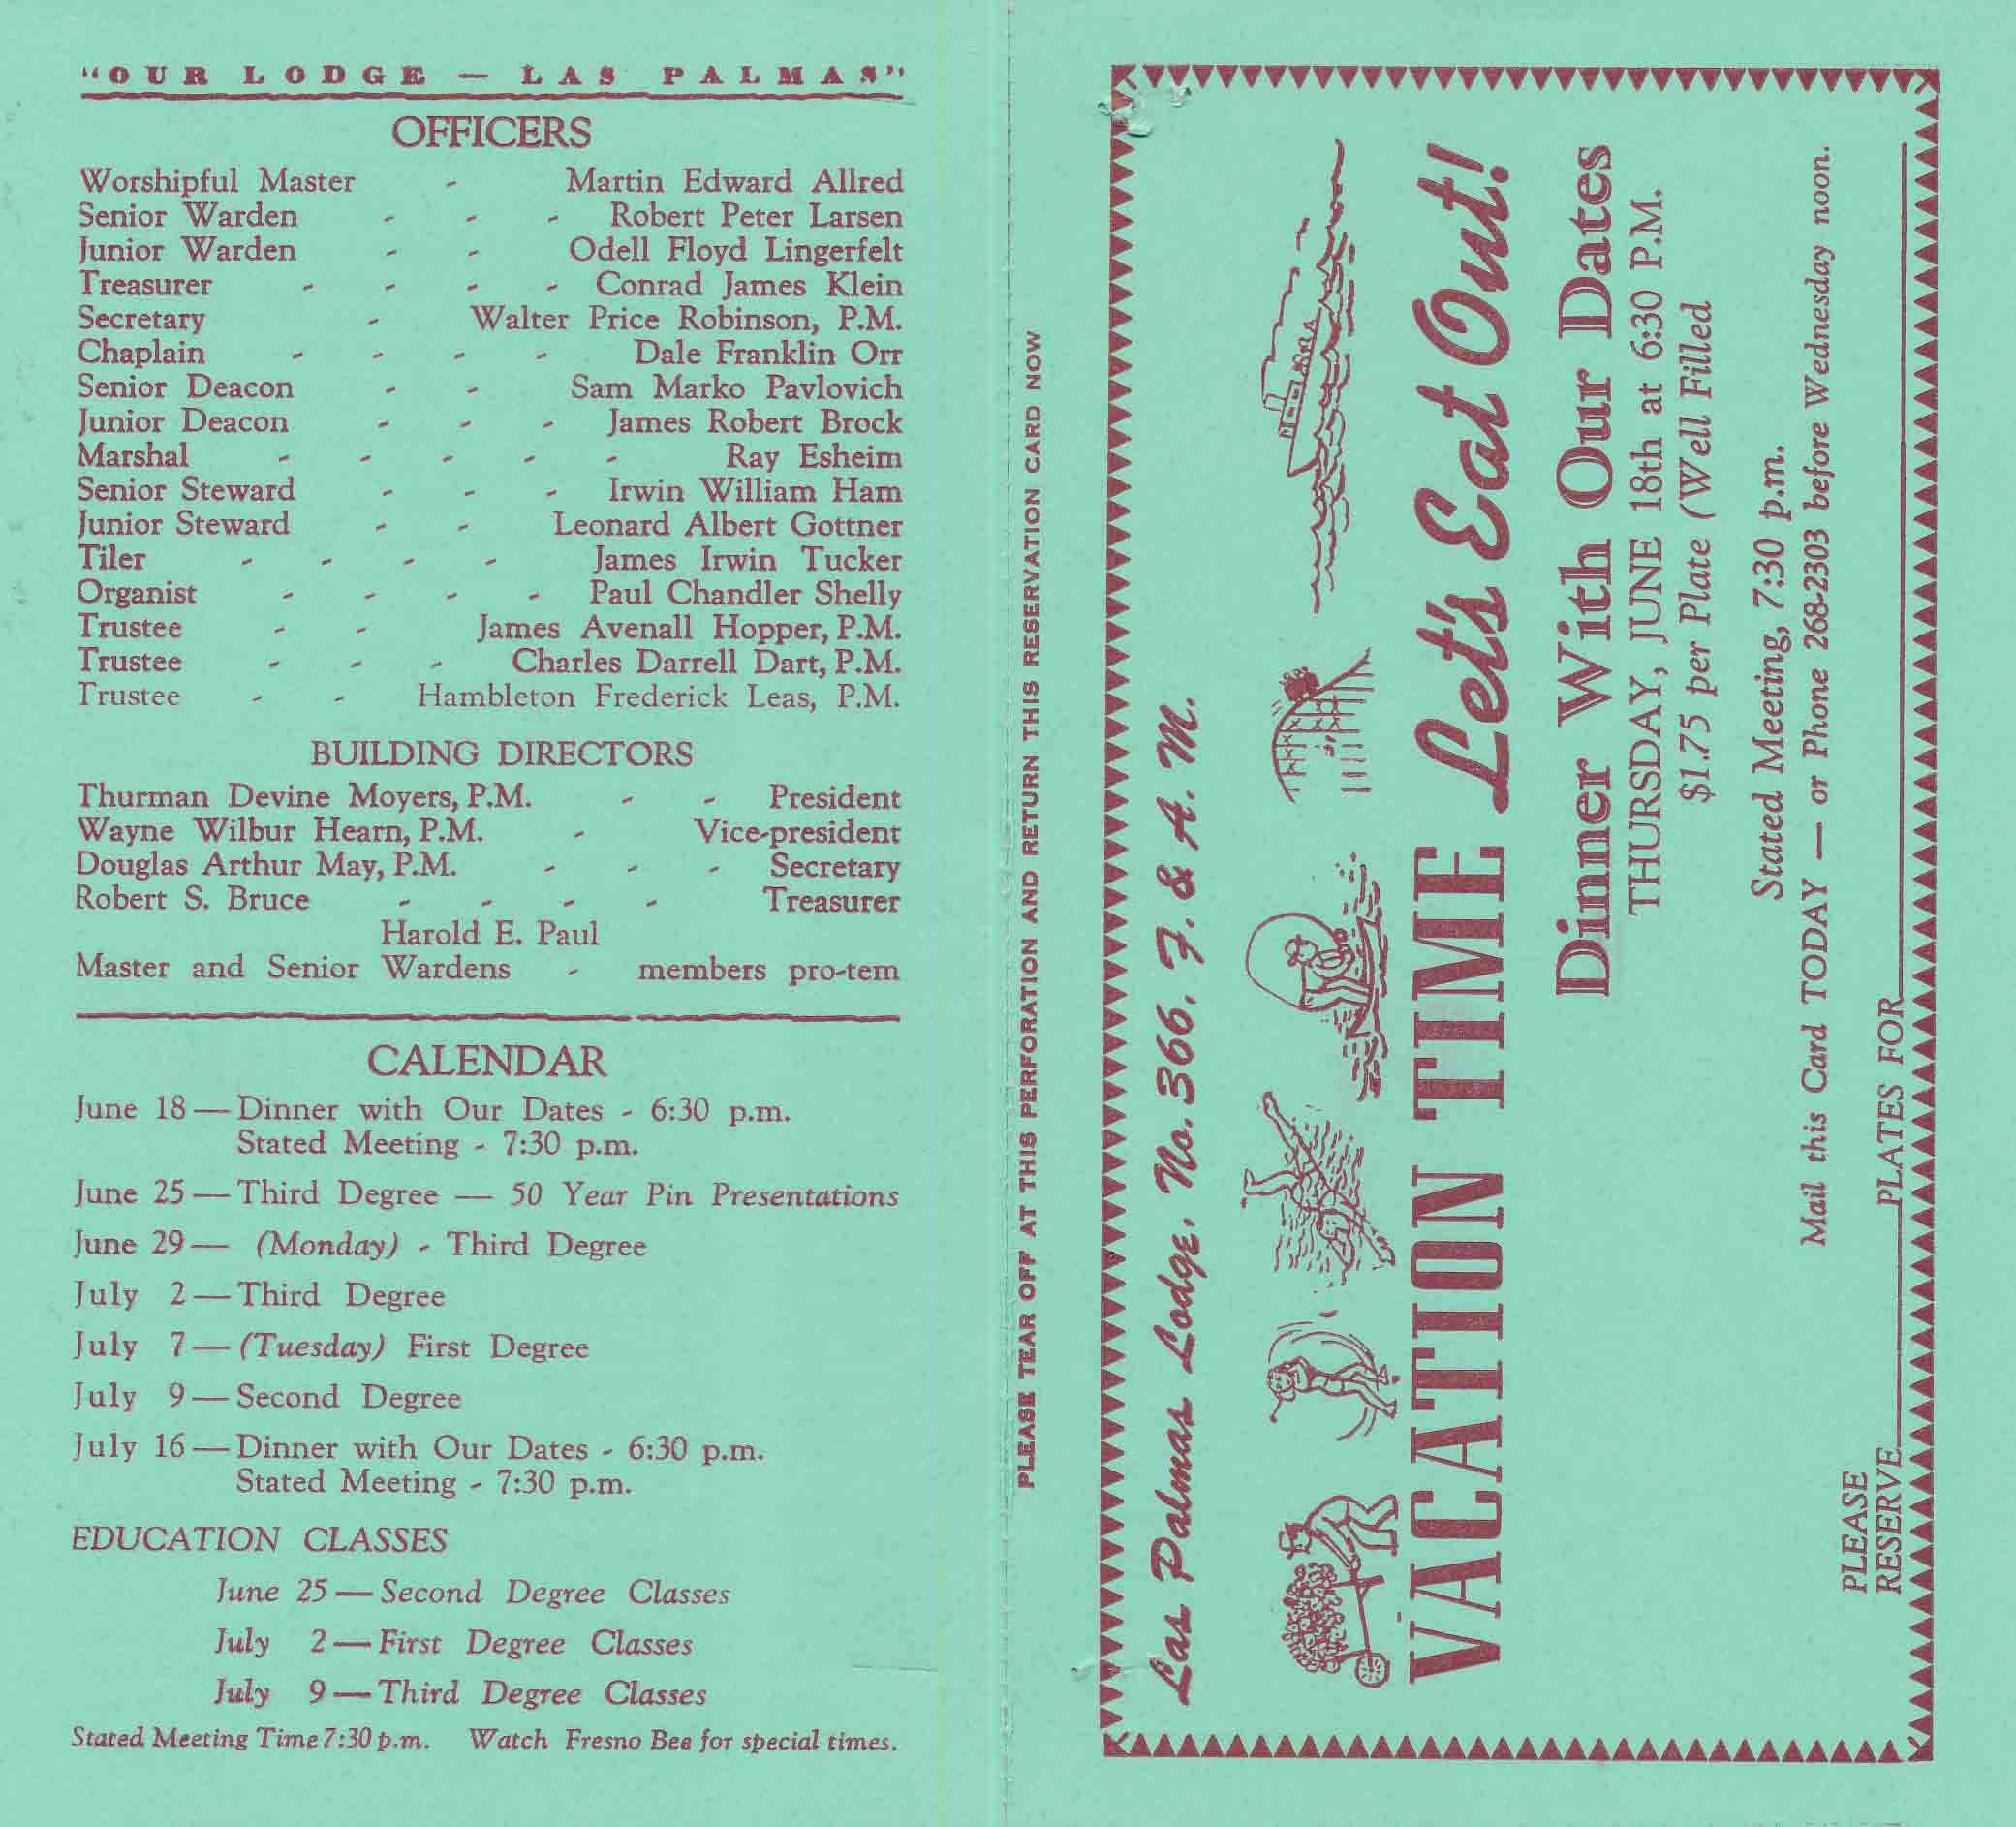 "OUR LODGE — LAS PALMAS"
OFFICERS
Worshipful Master - Martin Edward Allred
Senior Warden - - - Robert Peter Larsen
Junior Warden - - Odell Floyd Lingerfelt
Treasurer - - - - Conrad James Klein
Secretary - Walter Price Robinson, P.M.
Chaplain - - - - Dale Franklin Orr
Senior Deacon - - Sam Marko Pavlovich
Junior Deacon - - - James Robert Brock
Marshal - - - - - Ray Esheim
Senior Steward - - - Irwin William Ham
Junior Steward - - Leonard Albert Gottner
Tiler - - - - James Irwin Tucker
Organist - - - - Paul Chandler Shelly
Trustee - - James Avenall Hopper, P.M.
Trustee - - - Charles Darrell Dart, P.M.
Trustee - - Hambleton Frederick Leas, P.M.
BUILDING DIRECTORS
Thurman Devine Moyers, P.M. - - President
Wayne Wilbur Hearn, P.M. - Vice-president
Douglas Arthur May, P.M. - - - Secretary
Robert S. Bruce - - - - Treasurer
Harold E. Paul
Master and Senior Wardens - members pro-tem
CALENDAR
June 18 — Dinner with Our Dates - 6:30 p.m.
Stated Meeting - 7:30 p.m.
June 25 — Third Degree — 50 Year Pin Presentations
June 29 — (Monday) - Third Degree
July 2 — Third Degree
July 7 — (Tuesday) First Degree
July 9 — Second Degree
July 16 — Dinner with Our Dates - 6:30 p.m.
Stated Meeting - 7:30 p.m.
EDUCATION CLASSES
June 25 — Second Degree Classes
July 2 — First Degree Classes
July 9 — Third Degree Classes
Stated Meeting Time 7:30 p.m. Watch Fresno Bee for special times.
PLEASE TEAR OFF AT THIS PERFORATION AND RETURN THIS RESERVATION CARD NOW
Las Palmas Lodge, No. 366, F. & A. M.
VACATION TIME Let's Eat Out!
Dinner With Our Dates
THURSDAY, JUNE 18th at 6:30 P.M.
$1.75 per Plate (Well Filled
Stated Meeting, 7:30 p.m.
Mail this Card TODAY — or Phone 268-2303 before Wednesday noon.
PLEASE
RESERVE PLATES FOR